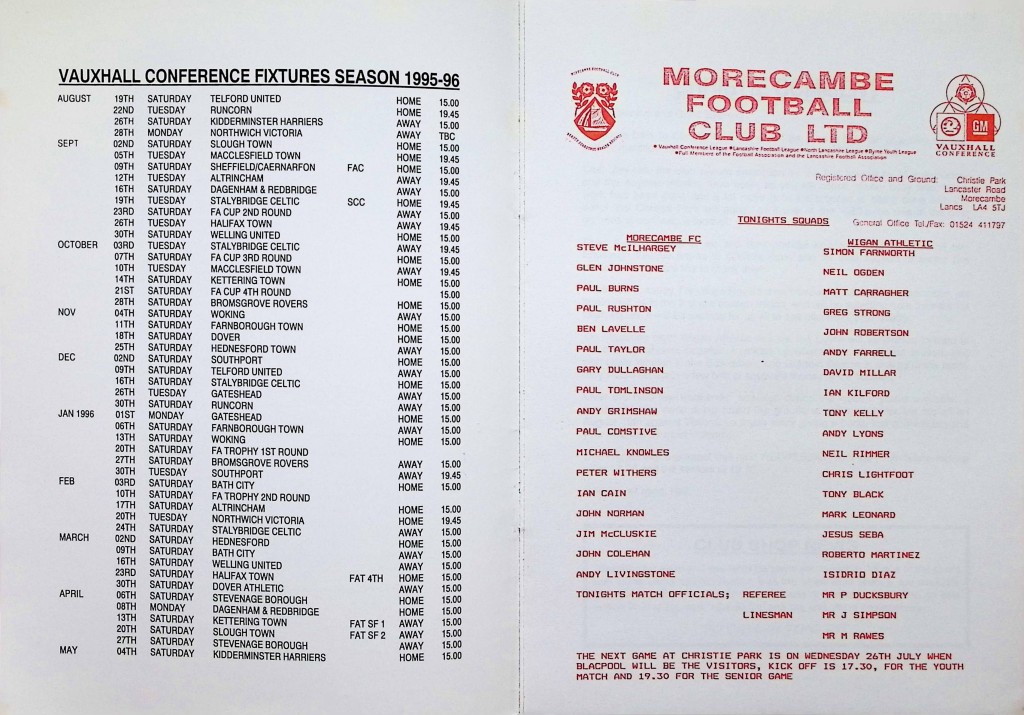 VAUXHALL CONFERENCE FIXTURES SEASON 1995-96
AUGUST 19TH SATURDAY TELFORD UNITED HOME 15.00
22ND TUESDAY RUNCORN HOME 19.45
26TH SATURDAY KIDDERMINSTER HARRIERS AWAY 15.00
28TH MONDAY NORTHWICH VICTORIA AWAY TBC
SEPT 02ND SATURDAY SLOUGH TOWN HOME 15.00
05TH TUESDAY MACCLESFIELD TOWN HOME 19.45
09TH SATURDAY SHEFFIELD/CAERNARFON FAC HOME 15.00
12TH TUESDAY ALTRINCHAM AWAY 19.45
16TH SATURDAY DAGENHAM & REDBRIDGE AWAY 15.00
19TH TUESDAY STALYBRIDGE CELTIC SCC HOME 19.45
23RD SATURDAY FA CUP 2ND ROUND AWAY 15.00
26TH TUESDAY HALIFAX TOWN HOME 19.45
30TH SATURDAY WELLING UNITED HOME 15.00
OCTOBER 03RD TUESDAY STALYBRIDGE CELTIC AWAY 19.45
07TH SATURDAY FA CUP 3RD ROUND HOME 15.00
10TH TUESDAY MACCLESFIELD TOWN AWAY 19.45
14TH SATURDAY KETTERING TOWN HOME 15.00
21ST SATURDAY FA CUP 4TH ROUND 15.00
28TH SATURDAY BROMSGROVE ROVERS HOME 15.00
NOV 04TH SATURDAY WOKING AWAY 15.00
11TH SATURDAY FARNBOROUGH TOWN HOME 15.00
18TH SATURDAY DOVER HOME 15.00
25TH SATURDAY HEDNESFORD TOWN AWAY 15.00
DEC 02ND SATURDAY SOUTHPORT HOME 15.00
09TH SATURDAY TELFORD UNITED AWAY 15.00
16TH SATURDAY STALYBRIDGE CELTIC HOME 15.00
26TH TUESDAY GATESHEAD AWAY 15.00
30TH SATURDAY RUNCORN AWAY 15.00
JAN 1996 01ST MONDAY GATESHEAD HOME 15.00
06TH SATURDAY FARNBOROUGH TOWN AWAY 15.00
13TH SATURDAY WOKING HOME 15.00
20TH SATURDAY FA TROPHY 1ST ROUND
27TH SATURDAY BROMSGROVE ROVERS AWAY 15.00
30TH TUESDAY SOUTHPORT AWAY 19.45
FEB 03RD SATURDAY BATH CITY HOME 15.00
10TH SATURDAY FA TROPHY 2ND ROUND
17TH SATURDAY ALTRINCHAM HOME 15.00
20TH TUESDAY NORTHWICH VICTORIA HOME 19.45
24TH SATURDAY STALYBRIDGE CELTIC AWAY 15.00
MARCH 02ND SATURDAY HEDNESFORD HOME 15.00
09TH SATURDAY BATH CITY AWAY 15.00
16TH SATURDAY WELLING UNITED AWAY 15.00
23RD SATURDAY HALIFAX TOWN FAT 4TH HOME 15.00
30TH SATURDAY DOVER ATHLETIC AWAY 15.00
APRIL 06TH SATURDAY STEVENAGE BOROUGH HOME 15.00
08TH MONDAY DAGENHAM & REDBRIDGE HOME 15.00
13TH SATURDAY KETTERING TOWN FAT SF 1 AWAY 15.00
20TH SATURDAY SLOUGH TOWN FAT SF 2 AWAY 15.00
27TH SATURDAY STEVENAGE BOROUGH AWAY 15.00
MAY 04TH SATURDAY KIDDERMINSTER HARRIERS HOME 15.00
MORECAMBE
FOOTBALL
CLUB LTD
• Vauxhall Conference League • Lancashire Football League • North Lancashire League • Byrne Youth League
• Full Members of the Football Association and the Lancashire Football Association
GM
VAUXHALL
CONFERENCE
Registered Office and Ground: Christie Park
Lancaster Road
Morecambe
Lancs LA4 5TJ
General Office Tel./Fax: 01524 411797
TONIGHTS SQUADS
MORECAMBE FC WIGAN ATHLETIC
STEVE McILHARGEY SIMON FARNWORTH
GLEN JOHNSTONE NEIL OGDEN
PAUL BURNS MATT CARRAGHER
PAUL RUSHTON GREG STRONG
BEN LAVELLE JOHN ROBERTSON
PAUL TAYLOR ANDY FARRELL
GARY DULLAGHAN DAVID MILLAR
PAUL TOMLINSON IAN KILFORD
ANDY GRIMSHAW TONY KELLY
PAUL COMSTIVE ANDY LYONS
MICHAEL KNOWLES NEIL RIMMER
PETER WITHERS CHRIS LIGHTFOOT
IAN CAIN TONY BLACK
JOHN NORMAN MARK LEONARD
JIM McCLUSKIE JESUS SEBA
JOHN COLEMAN ROBERTO MARTINEZ
ANDY LIVINGSTONE ISIDRIO DIAZ
TONIGHTS MATCH OFFICIALS; REFEREE MR P DUCKSBURY
LINESMAN MR J SIMPSON
MR M RAWES
THE NEXT GAME AT CHRISTIE PARK IS ON WEDNESDAY 26TH JULY WHEN
BLACPOOL WILL BE THE VISITORS, KICK OFF IS 17.30, FOR THE YOUTH
MATCH AND 19.30 FOR THE SENIOR GAME